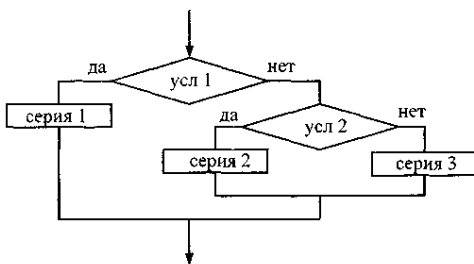 да усл 1 нет
серия 1 да усл 2 нет
серия 2 серия 3